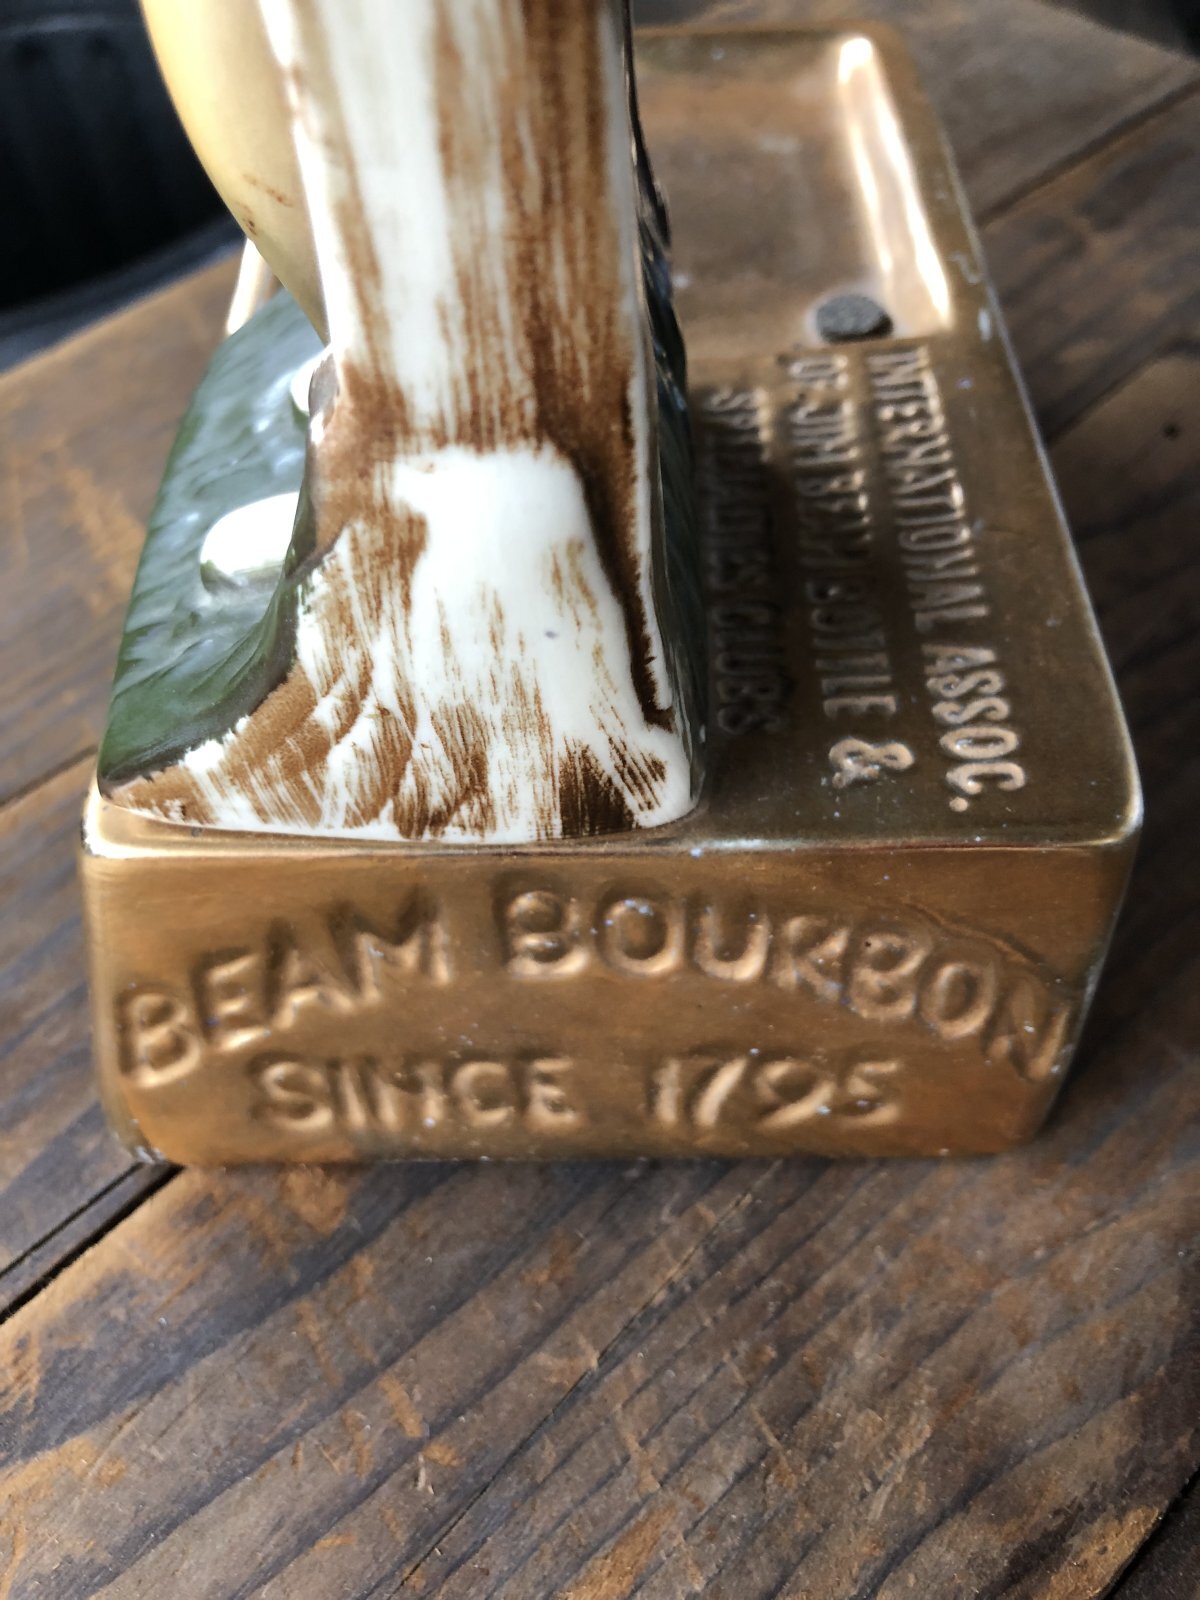 INTERNATIONAL ASSOC.
OF JIM BEAM BOTTLE &
SPECIALTIES CLUBS
BEAM BOURBON
SINCE 1795